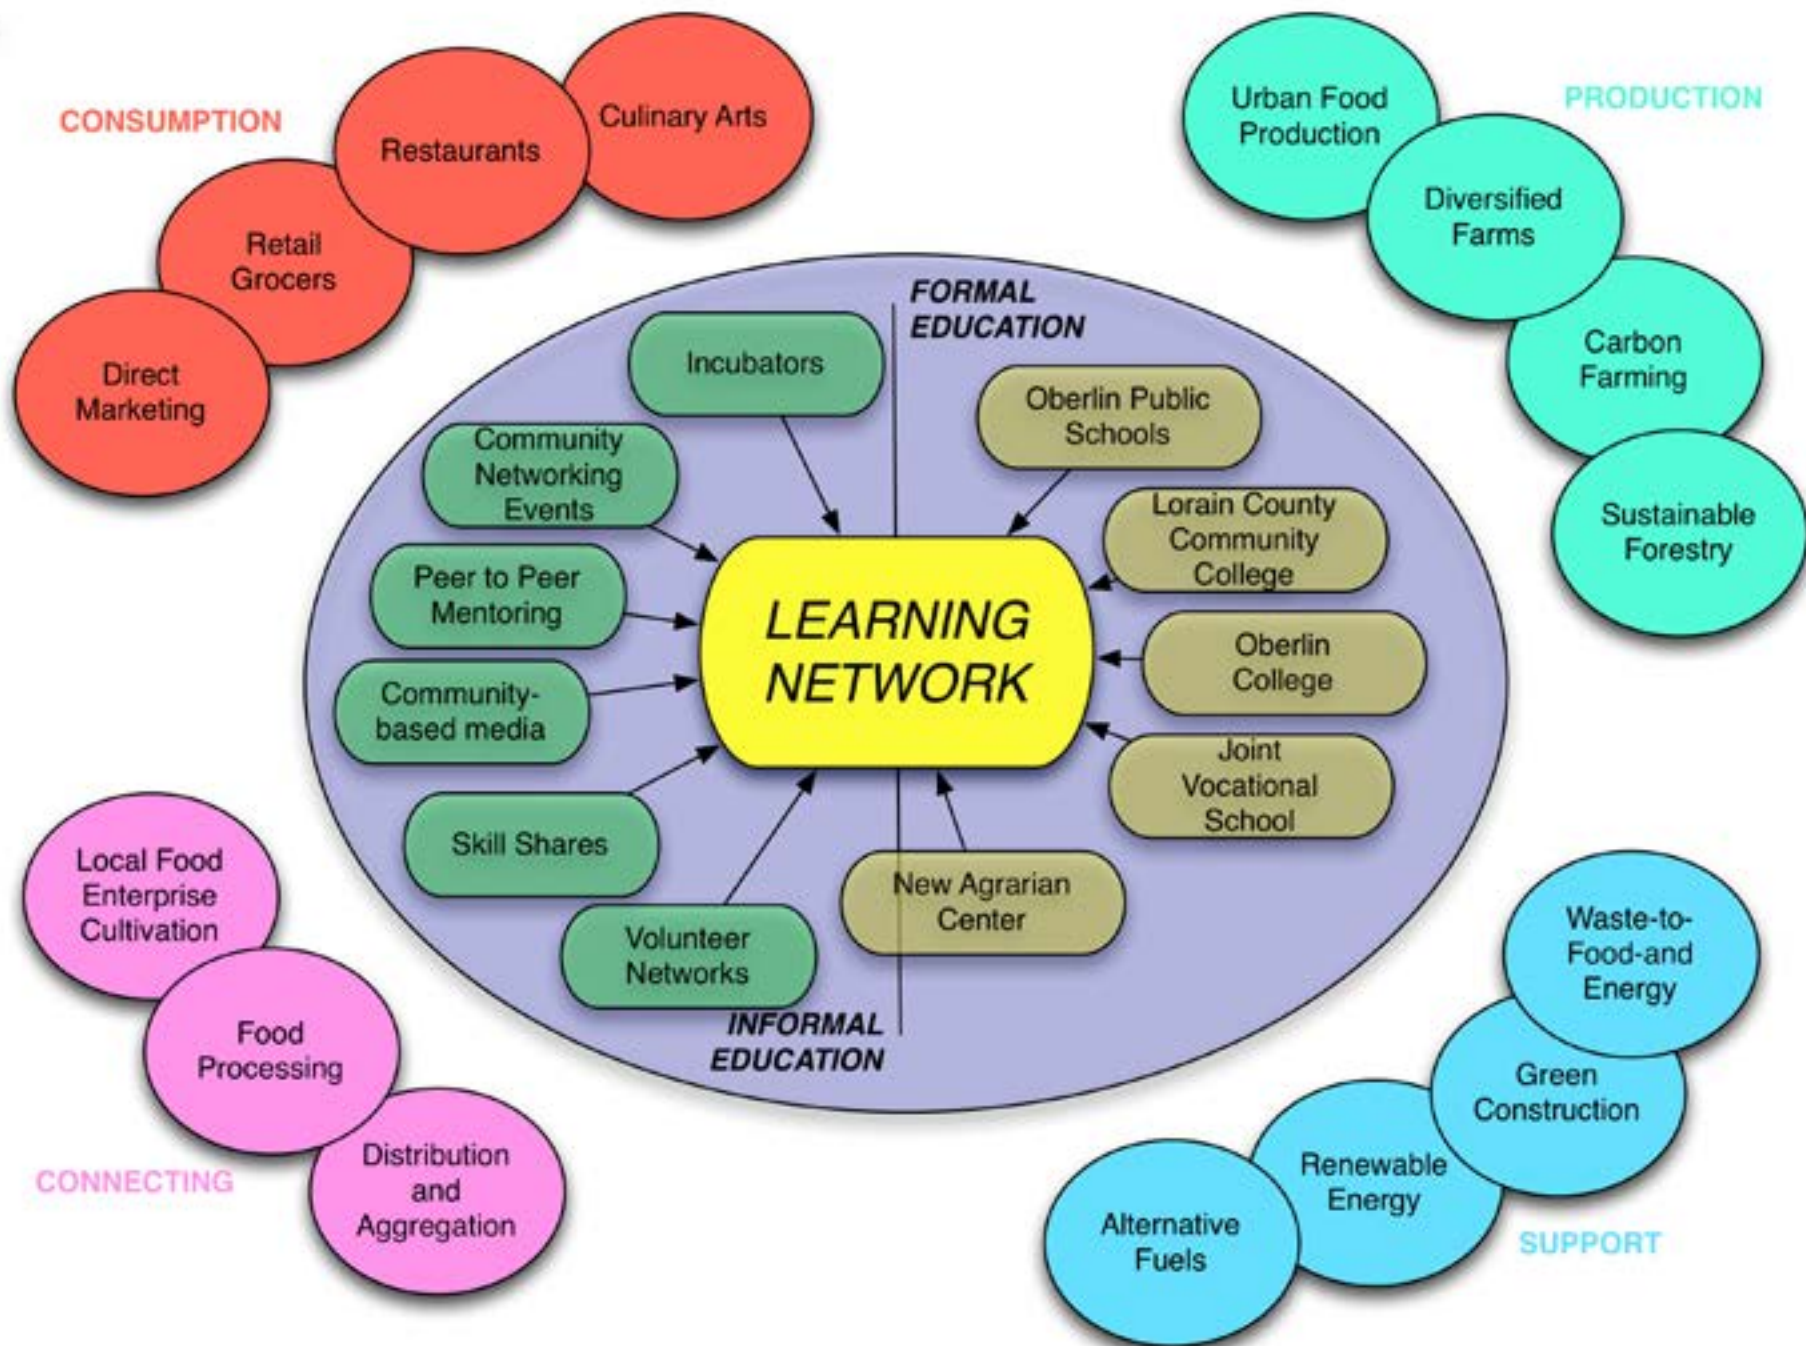 CONSUMPTION
Culinary Arts
Restaurants
Retail
Grocers
Direct
Marketing
PRODUCTION
Urban Food
Production
Diversified
Farms
Carbon
Farming
Sustainable
Forestry
FORMAL
EDUCATION
Incubators
Community
Networking
Events
Peer to Peer
Mentoring
Community-
based media
Skill Shares
Volunteer
Networks
LEARNING
NETWORK
Oberlin Public
Schools
Lorain County
Community
College
Oberlin
College
Joint
Vocational
School
New Agrarian
Center
INFORMAL
EDUCATION
Local Food
Enterprise
Cultivation
Food
Processing
Distribution
and
Aggregation
CONNECTING
Waste-to-
Food-and
Energy
Green
Construction
Renewable
Energy
Alternative
Fuels
SUPPORT